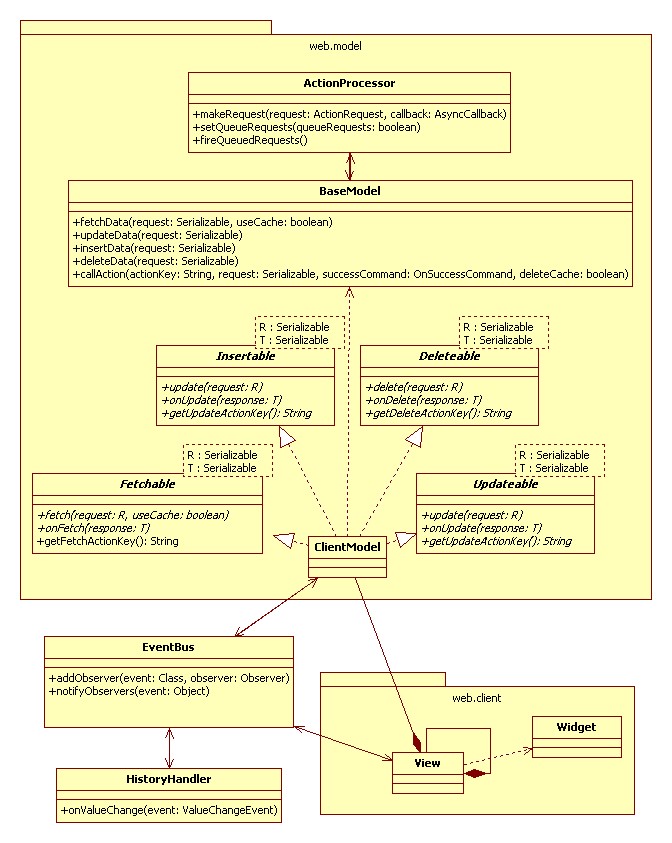 web.model
ActionProcessor
+makeRequest(request: ActionRequest, callback: AsyncCallback)
+setQueueRequests(queueRequests: boolean)
+fireQueuedRequests()
BaseModel
+fetchData(request: Serializable, useCache: boolean)
+updateData(request: Serializable)
+insertData(request: Serializable)
+deleteData(request: Serializable)
+callAction(actionKey: String, request: Serializable, successCommand: OnSuccessCommand, deleteCache: boolean)
R : Serializable
T : Serializable
Insertable
+update(request: R)
+onUpdate(response: T)
+getUpdateActionKey(): String
R : Serializable
T : Serializable
Deleteable
+delete(request: R)
+onDelete(response: T)
+getDeleteActionKey(): String
R : Serializable
T : Serializable
Fetchable
+fetch(request: R, useCache: boolean)
+onFetch(response: T)
+getFetchActionKey(): String
R : Serializable
T : Serializable
Updateable
+update(request: R)
+onUpdate(response: T)
+getUpdateActionKey(): String
ClientModel
EventBus
+addObserver(event: Class, observer: Observer)
+notifyObservers(event: Object)
web.client
Widget
View
HistoryHandler
+onValueChange(event: ValueChangeEvent)